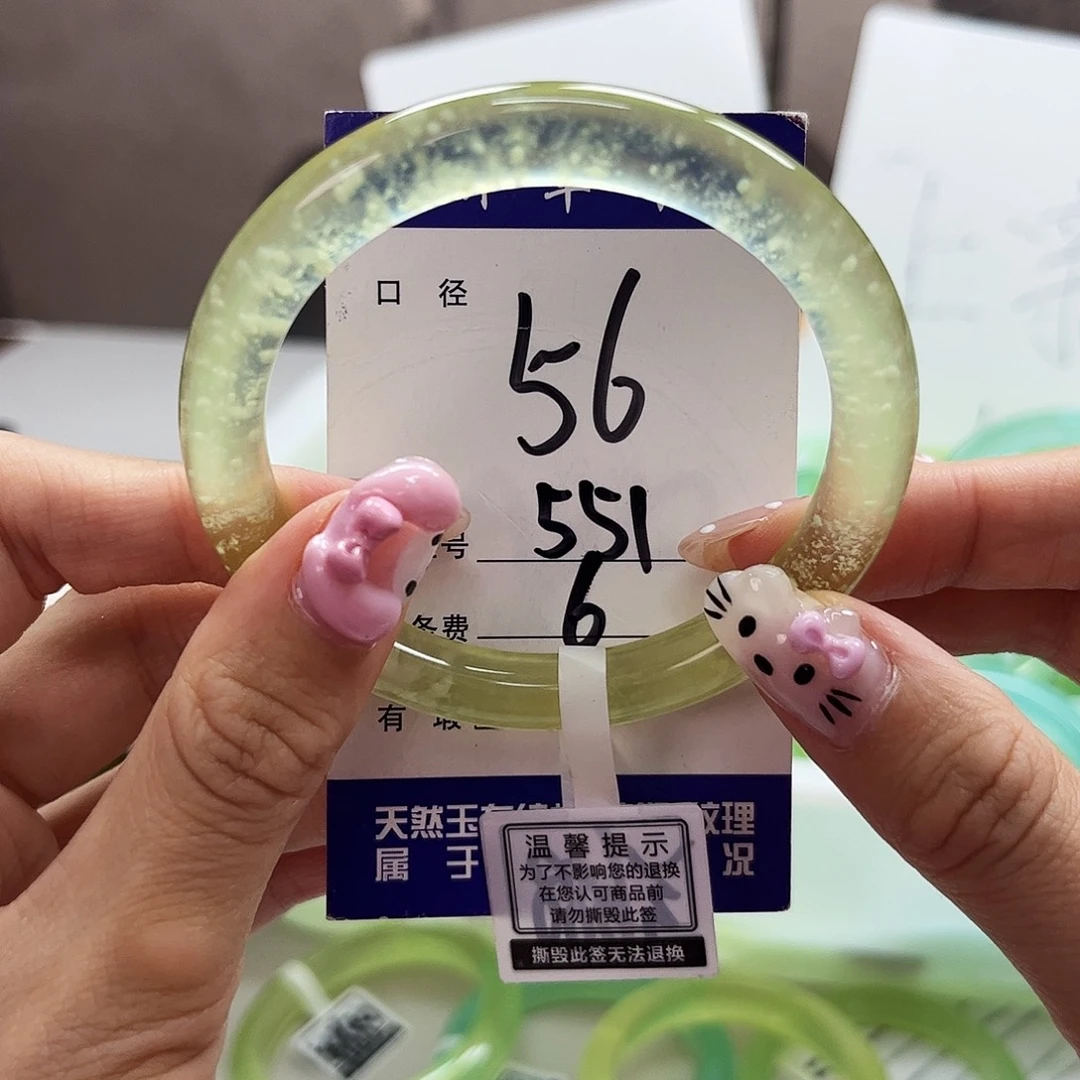 口 径 56
号 551
费 6
有
天然玉 纹理
属 于 况
温馨提示
为了不影响您的退换
在您认可商品前
请勿撕毁此签
撕毁此签无法退换